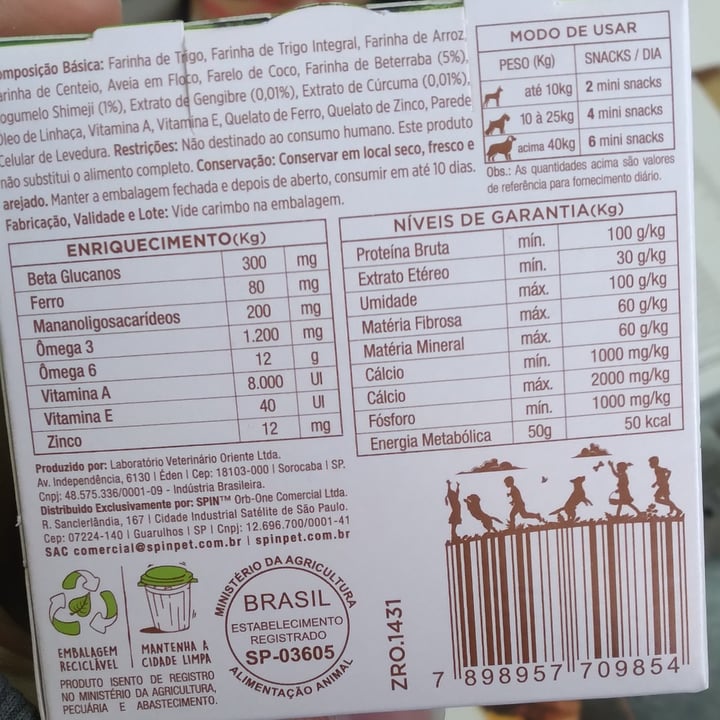 omposição Básica: Farinha de Trigo, Farinha de Trigo Integral, Farinha de Arroz,
arinha de Centeio, Aveia em Floco, Farelo de Coco, Farinha de Beterraba (5%),
ogumelo Shimeji (1%), Extrato de Gengibre (0,01%), Extrato de Cúrcuma (0,01%),
Óleo de Linhaça, Vitamina A, Vitamina E, Quelato de Ferro, Quelato de Zinco, Parede
Celular de Levedura. Restrições: Não destinado ao consumo humano. Este produto
não substitui o alimento completo. Conservação: Conservar em local seco, fresco e
arejado. Manter a embalagem fechada e depois de aberto, consumir em até 10 dias.
Fabricação, Validade e Lote: Vide carimbo na embalagem.
MODO DE USAR
PESO (Kg) SNACKS / DIA
até 10kg 2 mini snacks
10 à 25kg 4 mini snacks
acima 40kg 6 mini snacks
Obs.: As quantidades acima são valores
de referência para fornecimento diário.
ENRIQUECIMENTO(Kg)
Beta Glucanos 300 mg
Ferro 80 mg
Mananoligosacarídeos 200 mg
Ômega 3 1.200 mg
Ômega 6 12 g
Vitamina A 8.000 UI
Vitamina E 40 UI
Zinco 12 mg
NÍVEIS DE GARANTIA(Kg)
Proteína Bruta mín. 100 g/kg
Extrato Etéreo mín. 30 g/kg
Umidade máx. 100 g/kg
Matéria Fibrosa máx. 60 g/kg
Matéria Mineral máx. 60 g/kg
Cálcio mín. 1000 mg/kg
Cálcio máx. 2000 mg/kg
Fósforo mín. 1000 mg/kg
Energia Metabólica 50g 50 kcal
Produzido por: Laboratório Veterinário Oriente Ltda.
Av. Independência, 6130 | Éden | Cep: 18103-000 | Sorocaba | SP.
Cnpj: 48.575.336/0001-09 - Indústria Brasileira.
Distribuido Exclusivamente por: SPIN™ Orb-One Comercial Ltda.
R. Sanclerlândia, 167 | Cidade Industrial Satélite de São Paulo.
Cep: 07224-140 | Guarulhos | SP | Cnpj: 12.696.700/0001-41
SAC comercial@spinpet.com.br | spinpet.com.br
EMBALAGEM
RECICLÁVEL
MANTENHA A
CIDADE LIMPA
MINISTÉRIO DA AGRICULTURA
BRASIL
ESTABELECIMENTO
REGISTRADO
SP-03605
ALIMENTAÇÃO ANIMAL
PRODUTO ISENTO DE REGISTRO
NO MINISTÉRIO DA AGRICULTURA,
PECUÁRIA E ABASTECIMENTO.
ZRO.1431
7 898957 709854